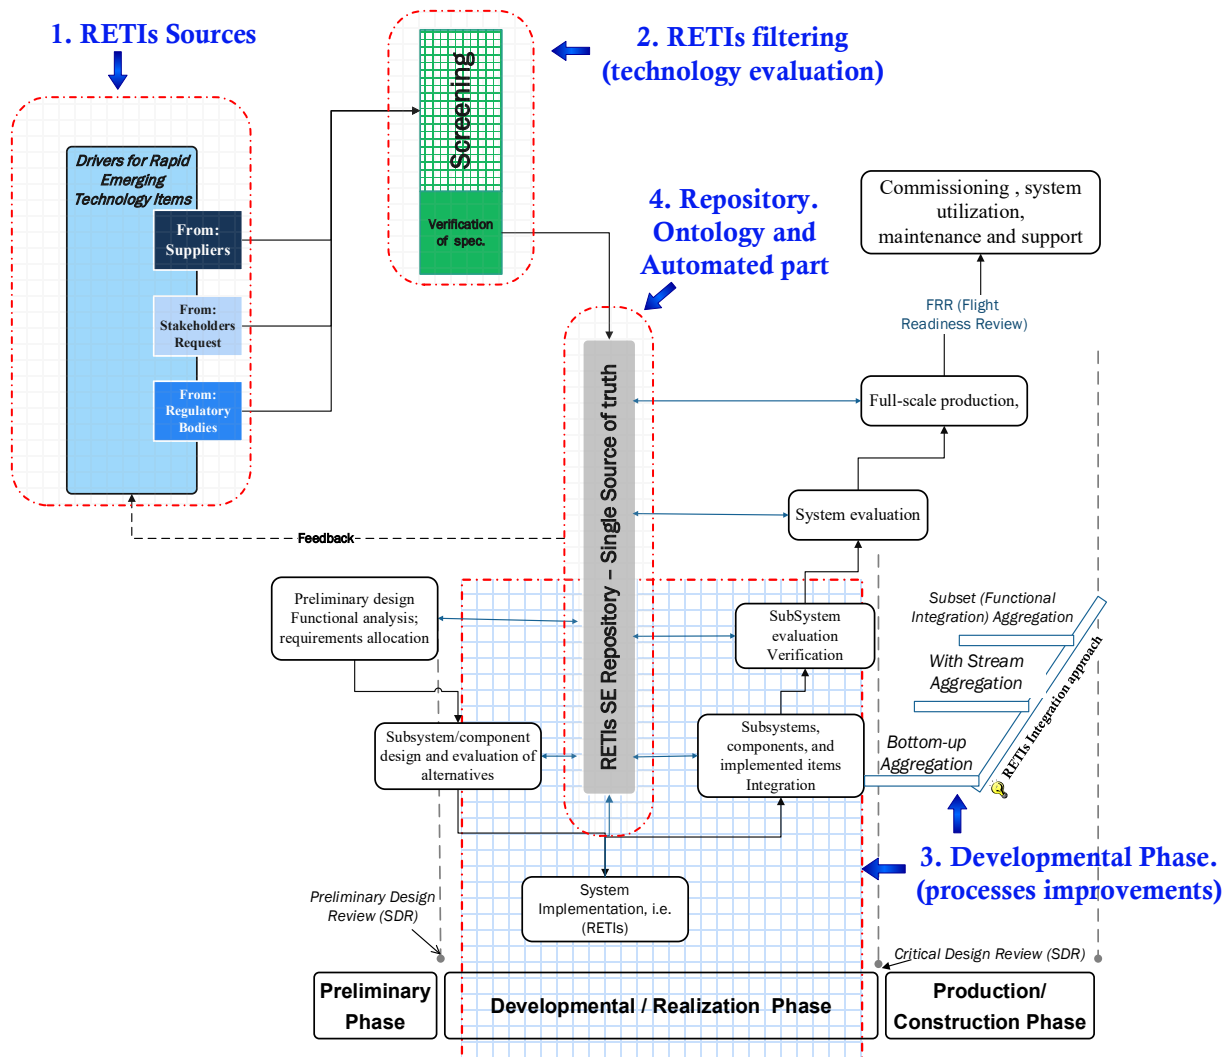 1. RETIs Sources
2. RETIs filtering
(technology evaluation)
Drivers for Rapid
Emerging
Technology Items
From:
Suppliers
From:
Stakeholders
Request
From:
Regulatory
Bodies
Screening
Verification
of spec.
4. Repository.
Ontology and
Automated part
Commissioning , system
utilization,
maintenance and support
FRR (Flight
Readiness Review)
Full-scale production,
System evaluation
RETIs SE Repository – Single Source of truth
Feedback
Preliminary design
Functional analysis;
requirements allocation
SubSystem
evaluation
Verification
Subset (Functional
Integration) Aggregation
With Stream
Aggregation
Bottom-up
Aggregation
RETIs Integration approach
Subsystem/component
design and evaluation of
alternatives
Subsystems,
components, and
implemented items
Integration
3. Developmental Phase.
(processes improvements)
System
Implementation, i.e.
(RETIs)
Preliminary Design
Review (SDR)
Critical Design Review (SDR)
Preliminary
Phase
Developmental / Realization Phase
Production/
Construction Phase